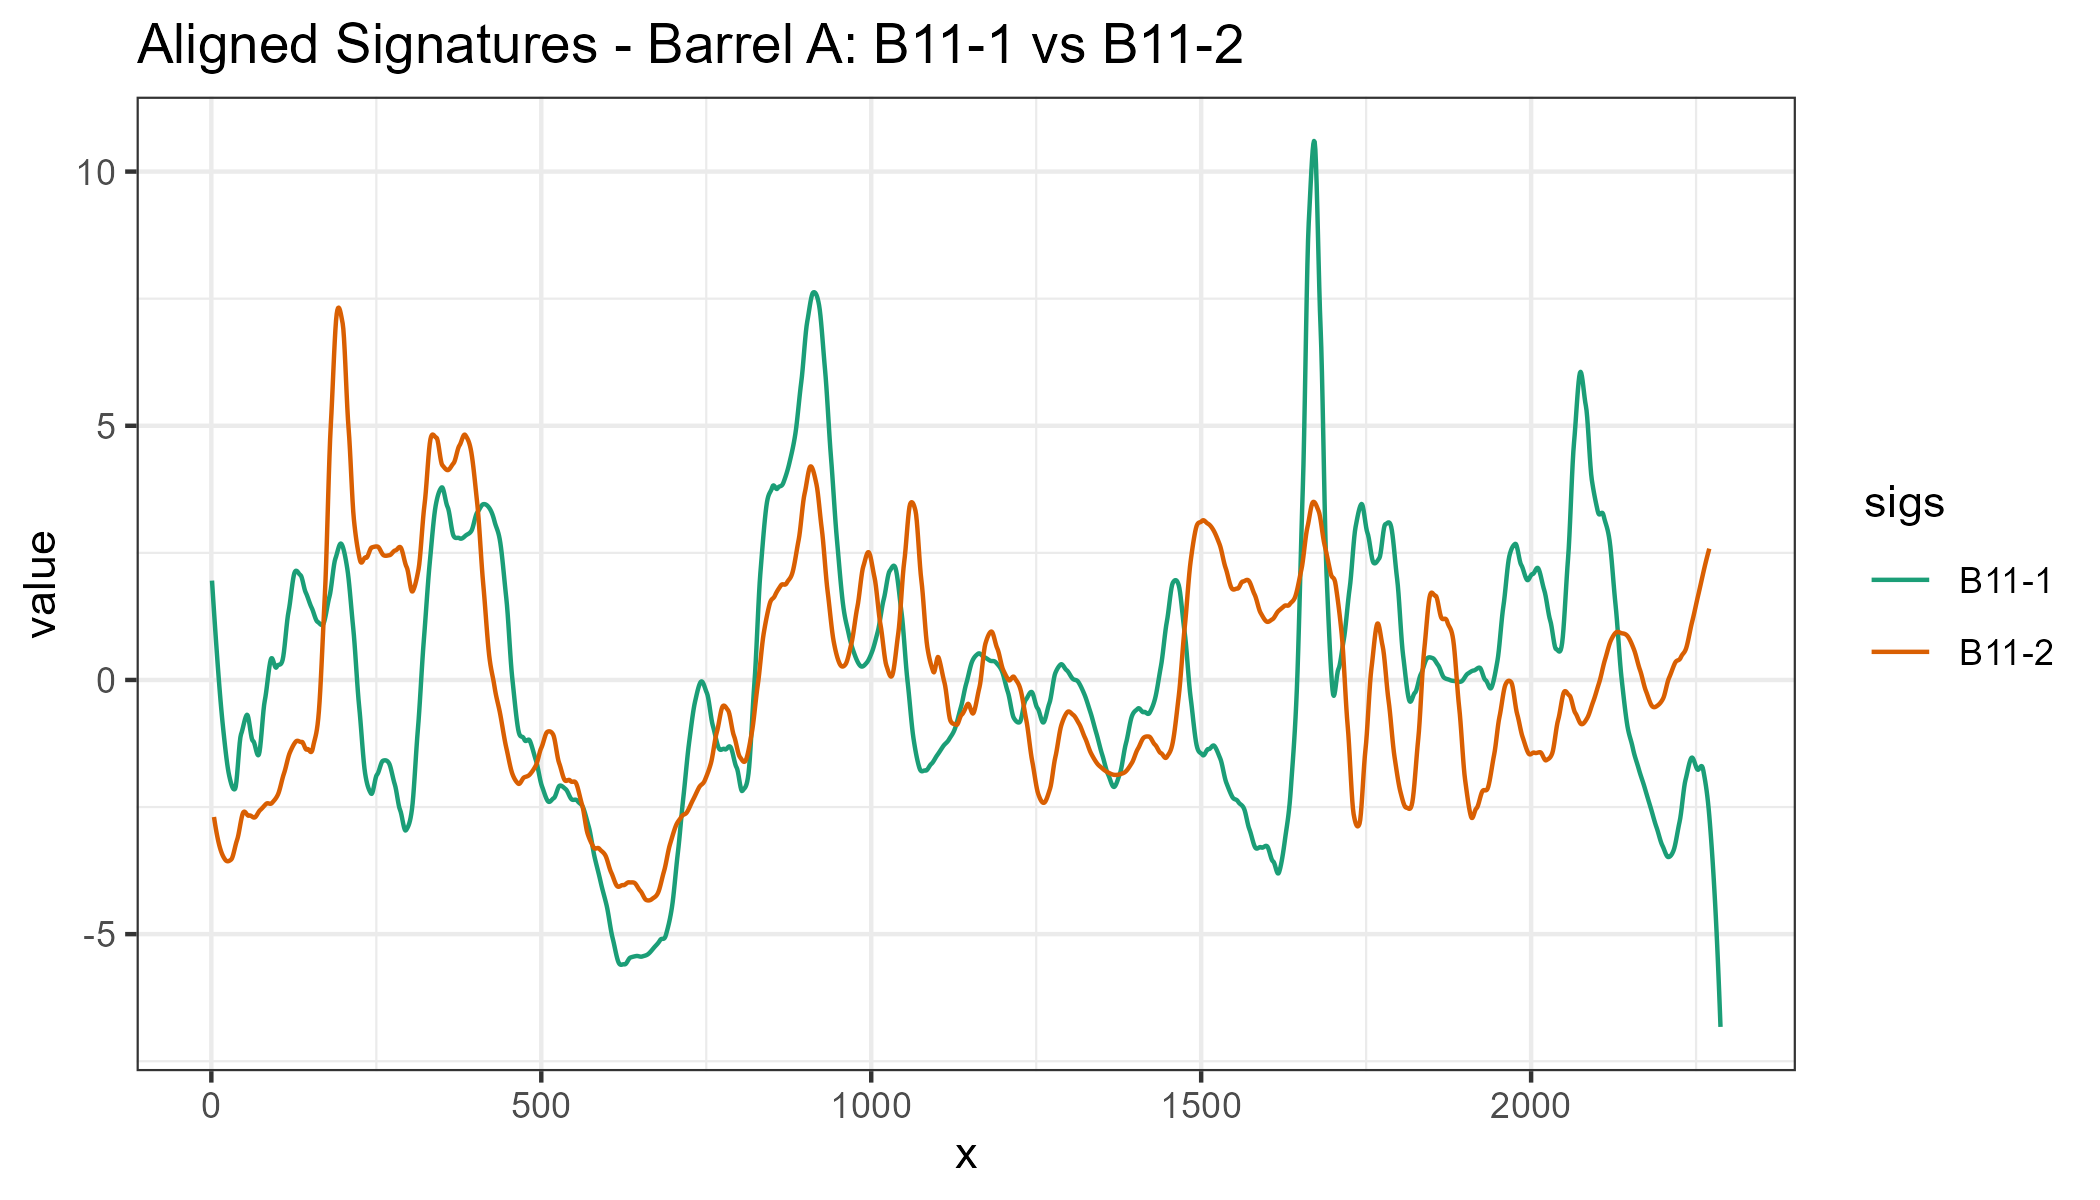 Aligned Signatures - Barrel A: B11-1 vs B11-2
10
5
0
-5
value
0 500 1000 1500 2000
x
sigs
B11-1
B11-2